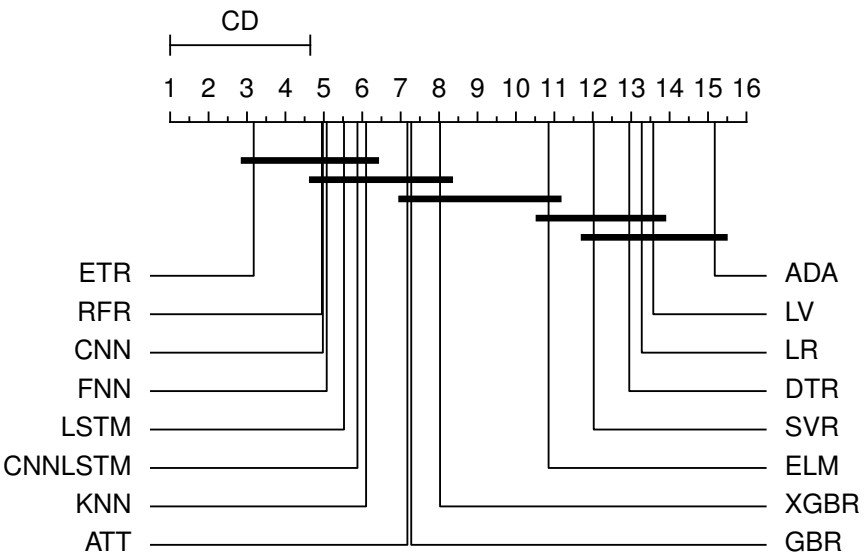 CD
1 2 3 4 5 6 7 8 9 10 11 12 13 14 15 16
ETR ADA
RFR LV
CNN LR
FNN DTR
LSTM SVR
CNNLSTM ELM
KNN XGBR
ATT GBR